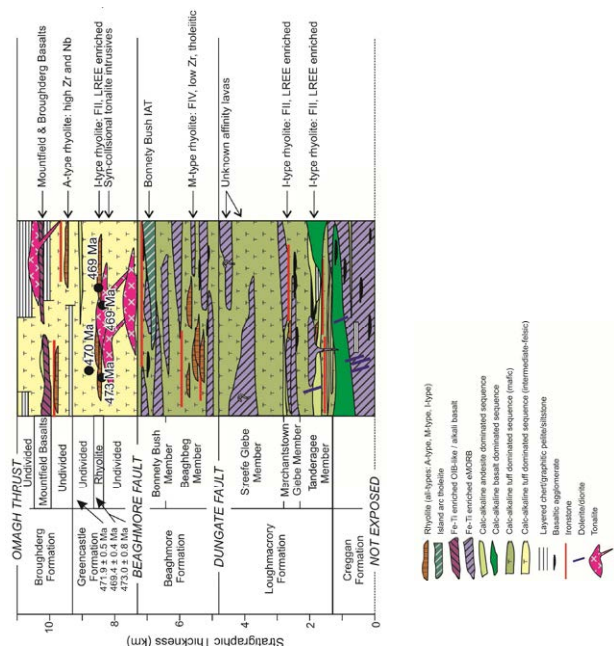 OMAGH THRUST
Broughderg
Formation
Undivided
Mountfield Basalts
Undivided
Greencastle
Formation
471.9 ± 0.5 Ma
469.4 ± 0.4 Ma
473.0 ± 0.8 Ma
Undivided
Rhyolite
Undivided
BEAGHMORE FAULT
Beaghmore
Formation
Bonnety Bush
Member
Beaghbeg
Member
DUNGATE FAULT
Loughmacrory
Formation
Sreefe Glebe
Member
Merchantstown
Glebe Member
Tanderagee
Member
Creggan
Formation
NOT EXPOSED
10
8
6
4
2
0
Stratigraphic Thickness (km)
470 Ma
469 Ma
473 Ma
469 Ma
Mountfield & Broughderg Basalts
A-type rhyolite: high Zr and Nb
I-type rhyolite: FII, LREE enriched
Syn-collisional tonalite intrusives
Bonnety Bush IAT
M-type rhyolite: FIV, low Zr, tholeiitic
Unknown affinity lavas
I-type rhyolite: FII, LREE enriched
I-type rhyolite: FII, LREE enriched
Rhyolite (all-types: A-type, M-type, I-type)
Island arc tholeiite
Fe-Ti enriched OIB-like / alkali basalt
Fe-Ti enriched eMORB
Calc-alkaline andesite dominated sequence
Calc-alkaline basalt dominated sequence
Calc-alkaline tuff dominated sequence (mafic)
Calc-alkaline tuff dominated sequence (intermediate-felsic)
Layered chert/graphitic pelite/siltstone
Basaltic agglomerate
Ironstone
Dolerite/diorite
Tonalite